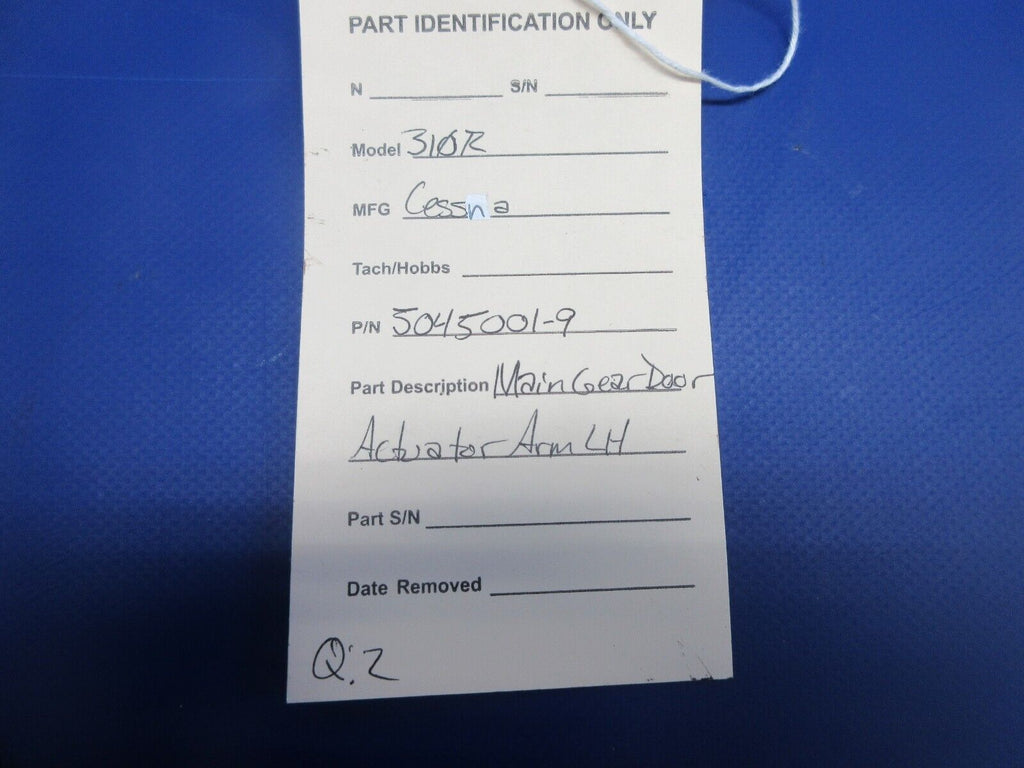 PART IDENTIFICATION ONLY
N S/N
Model 310R
MFG Cessna
Tach/Hobbs
P/N 5045001-9
Part Description Main Gear Door
Actuator Arm LH
Part S/N
Date Removed
Q:2